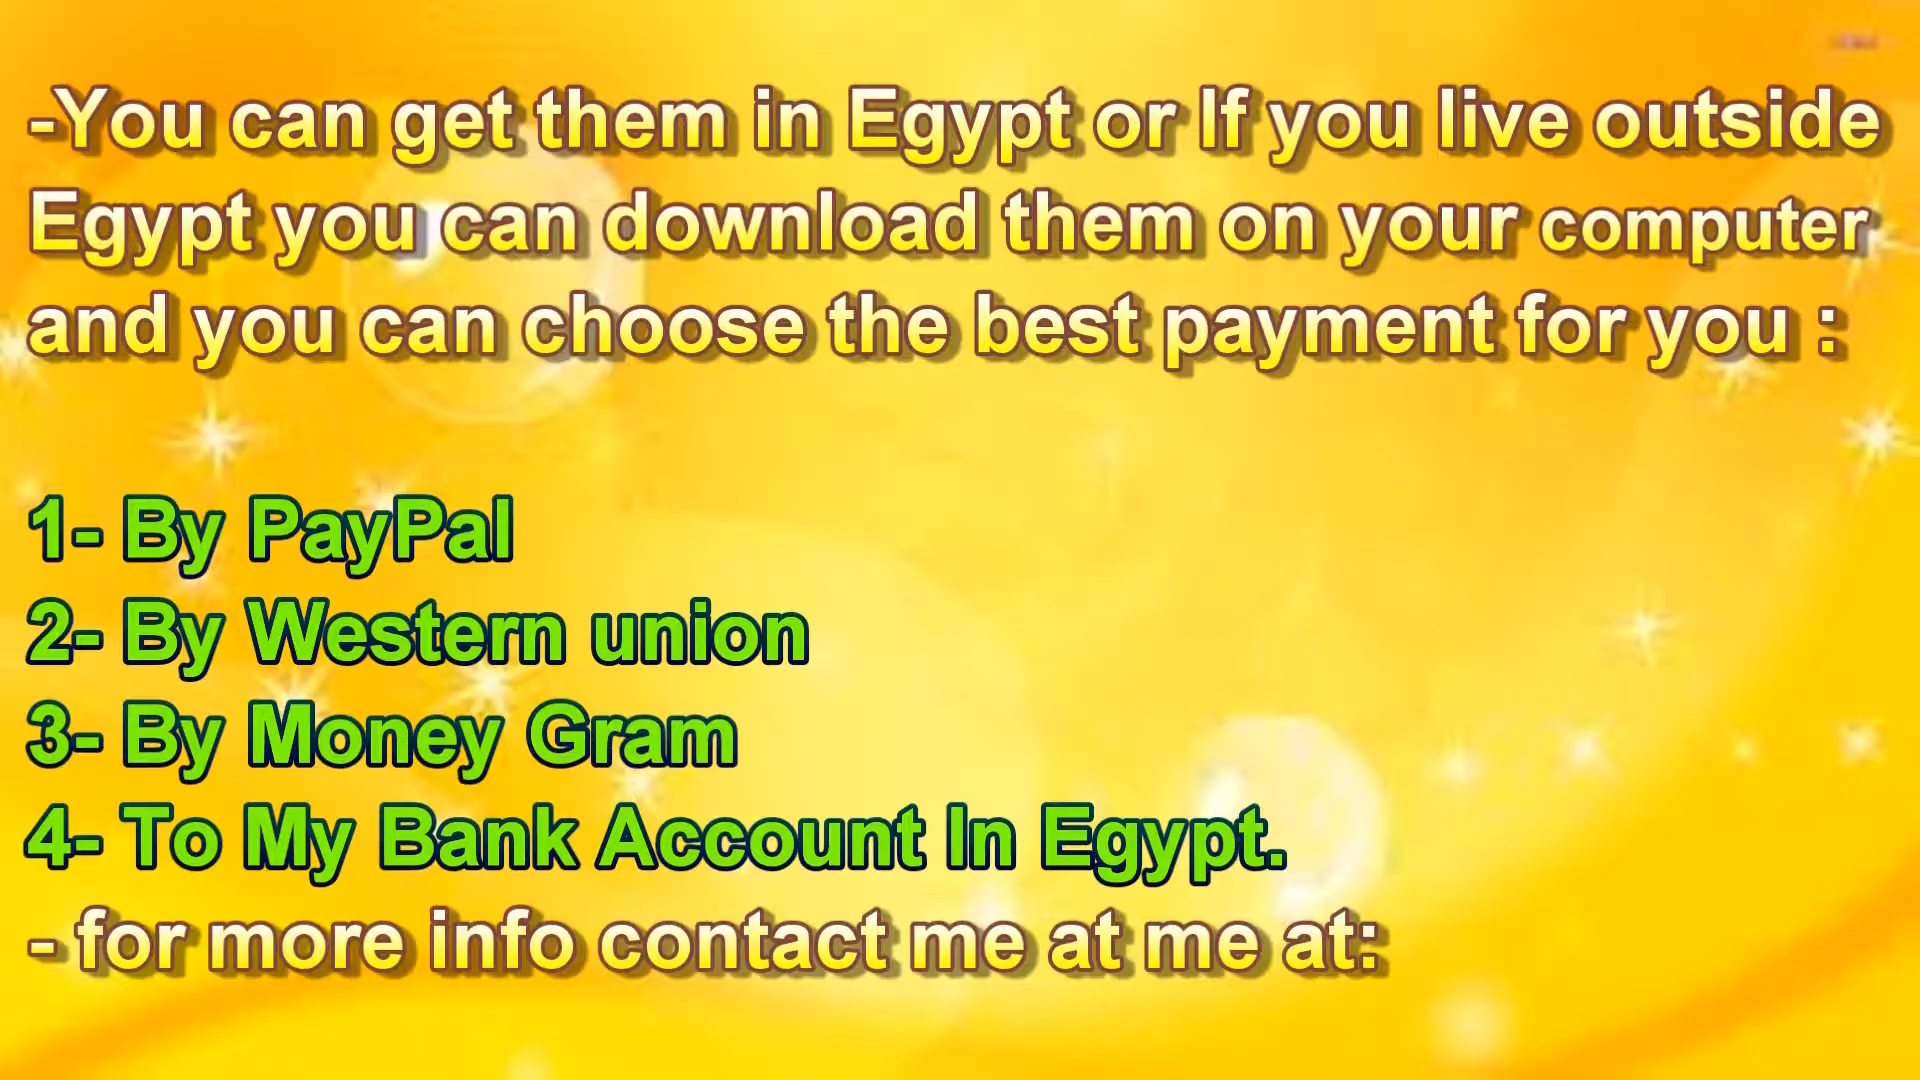 -You can get them in Egypt or If you live outside
Egypt you can download them on your computer
and you can choose the best payment for you :
1- By PayPal
2- By Western union
3- By Money Gram
4- To My Bank Account In Egypt.
- for more info contact me at me at: